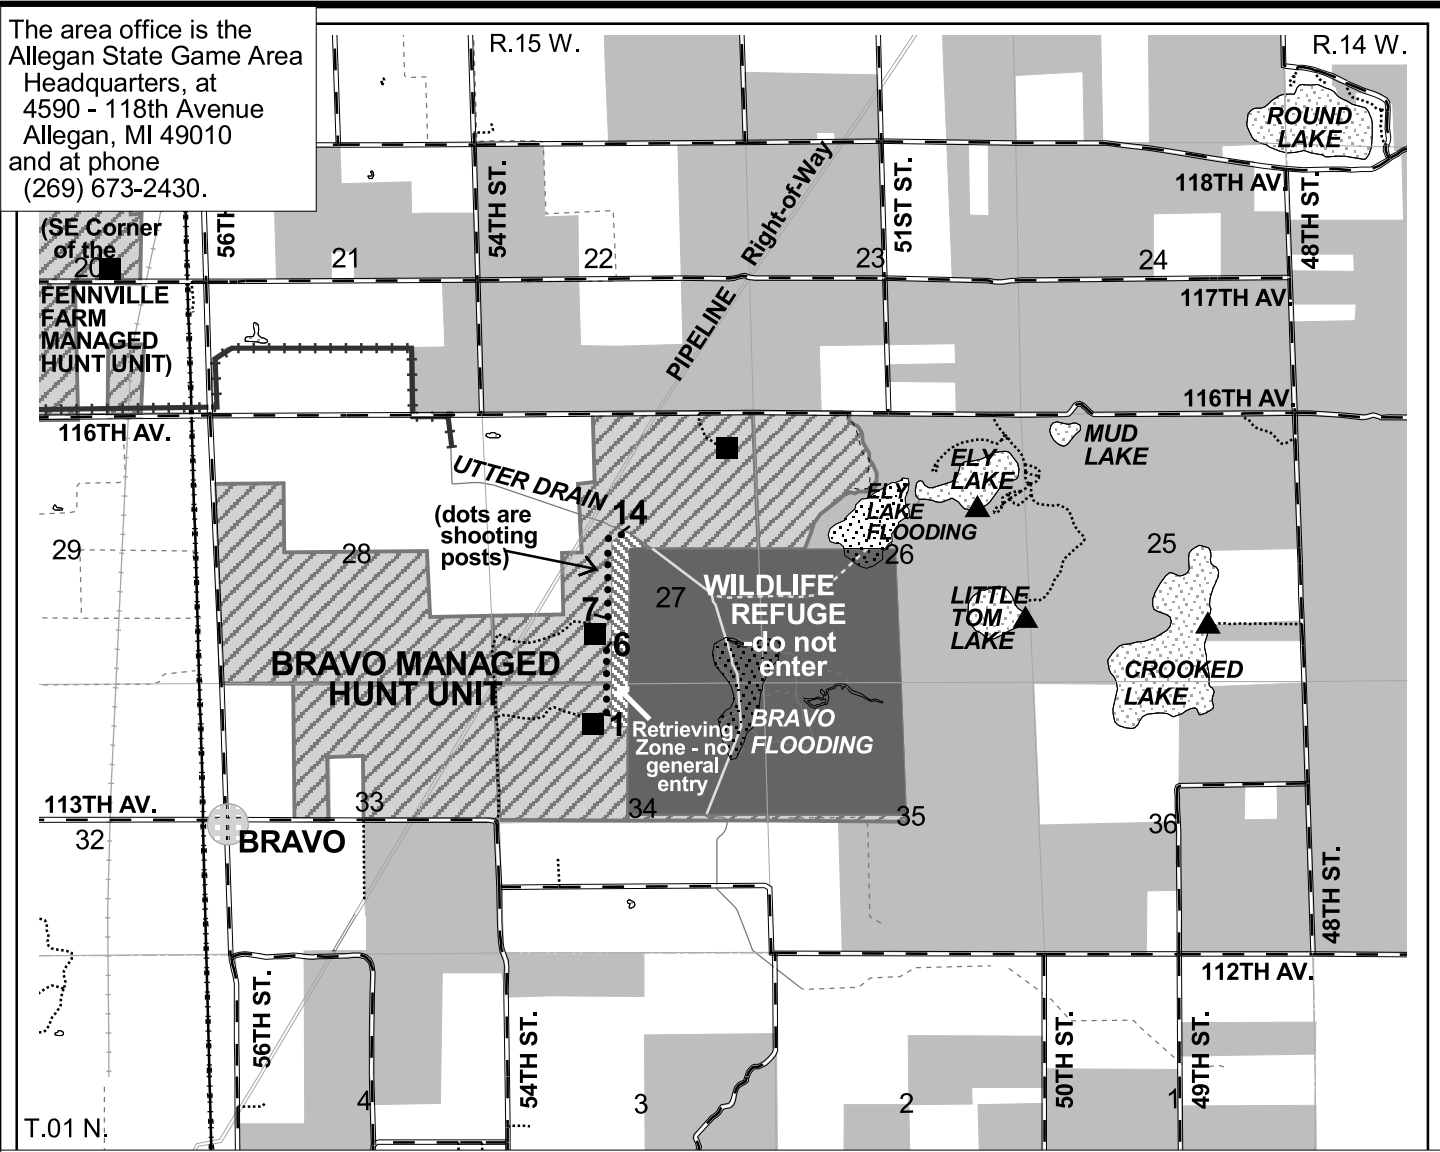 The area office is the
Allegan State Game Area
Headquarters, at
4590 - 118th Avenue
Allegan, MI 49010
and at phone
(269) 673-2430.
R.15 W.
R.14 W.
ROUND
LAKE
118TH AV.
54TH ST.
51ST ST.
48TH ST.
56TH
PIPELINE Right-of-Way
(SE Corner
of the
20
FENNVILLE
FARM
MANAGED
HUNT UNIT)
21
22
23
24
117TH AV.
116TH AV.
116TH AV.
MUD
LAKE
ELY
LAKE
UTTER DRAIN
ELY
LAKE
FLOODING
(dots are
shooting
posts)
14
29
28
27
26
25
WILDLIFE
REFUGE
-do not
enter
7
6
1
LITTLE
TOM
LAKE
CROOKED
LAKE
BRAVO MANAGED
HUNT UNIT
BRAVO
FLOODING
Retrieving
Zone - no
general
entry
113TH AV.
32
33
34
35
36
BRAVO
48TH ST.
112TH AV.
56TH ST.
54TH ST.
50TH ST.
49TH ST.
4
3
2
1
T.01 N.